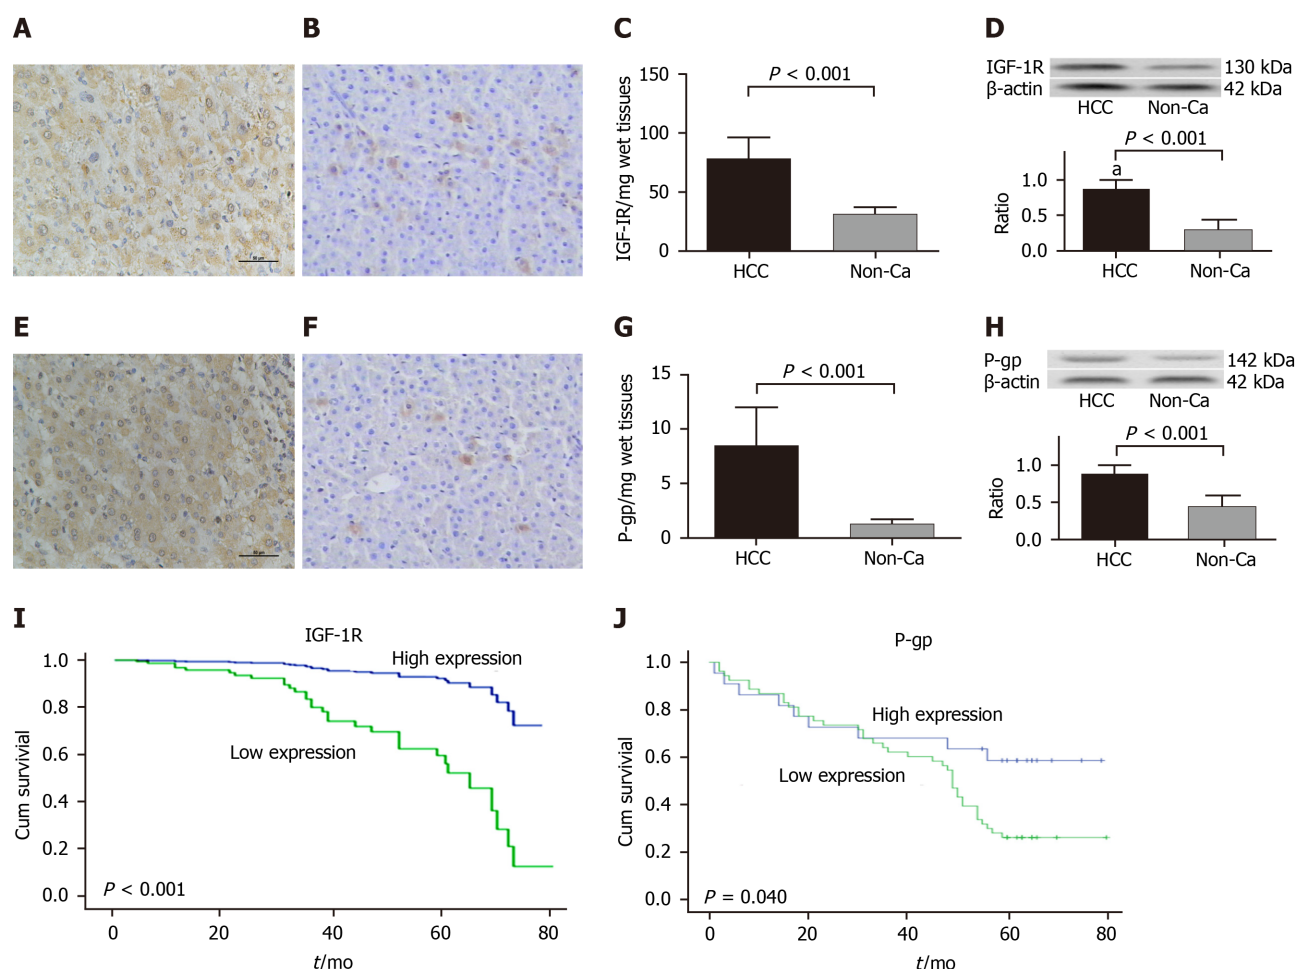 A
B
C
D
150
100
50
0
IGF-IR/mg wet tissues
P < 0.001
HCC
Non-Ca
IGF-1R
130 kDa
β-actin
42 kDa
HCC
Non-Ca
P < 0.001
a
1.0
0.5
0.0
Ratio
HCC
Non-Ca
E
F
G
H
15
10
5
0
P-gp/mg wet tissues
P < 0.001
HCC
Non-Ca
P-gp
142 kDa
β-actin
42 kDa
HCC
Non-Ca
P < 0.001
1.0
0.5
0.0
Ratio
HCC
Non-Ca
I
IGF-1R
High expression
Low expression
1.0
0.8
0.6
0.4
0.2
0.0
Cum survivial
P < 0.001
0
20
40
60
80
t/mo
J
P-gp
High expression
Low expression
1.0
0.8
0.6
0.4
0.2
0.0
Cum survivial
P = 0.040
0
20
40
60
80
t/mo